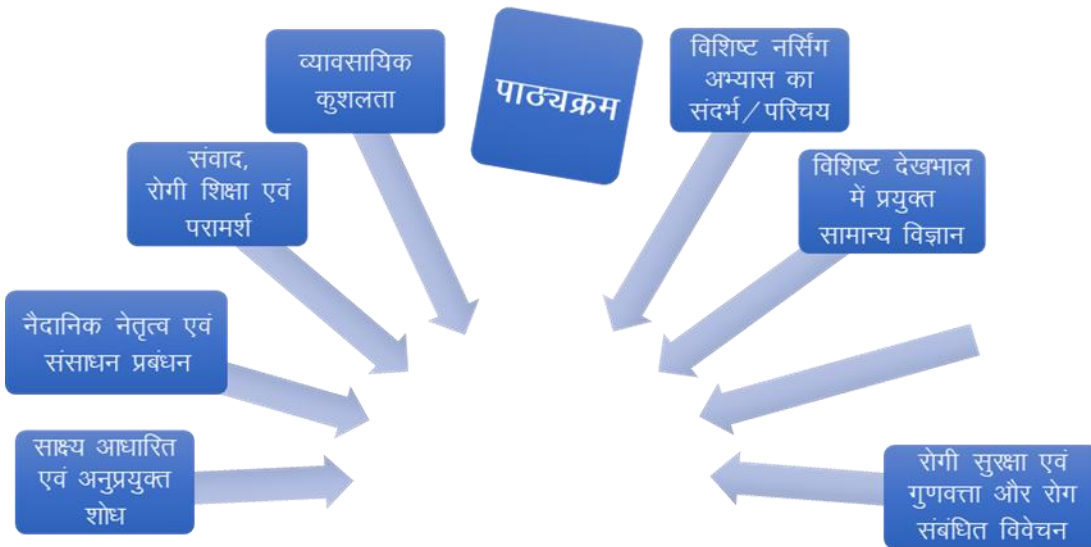 पाठ्यक्रम
व्यावसायिक
कुशलता
विशिष्ट नर्सिंग
अभ्यास का
संदर्भ/परिचय
संवाद,
रोगी शिक्षा एवं
परामर्श
विशिष्ट देखभाल
में प्रयुक्त
सामान्य विज्ञान
नैदानिक नेतृत्व एवं
संसाधन प्रबंधन
साक्ष्य आधारित
एवं अनुप्रयुक्त
शोध
रोगी सुरक्षा एवं
गुणवत्ता और रोग
संबंधित विवेचन